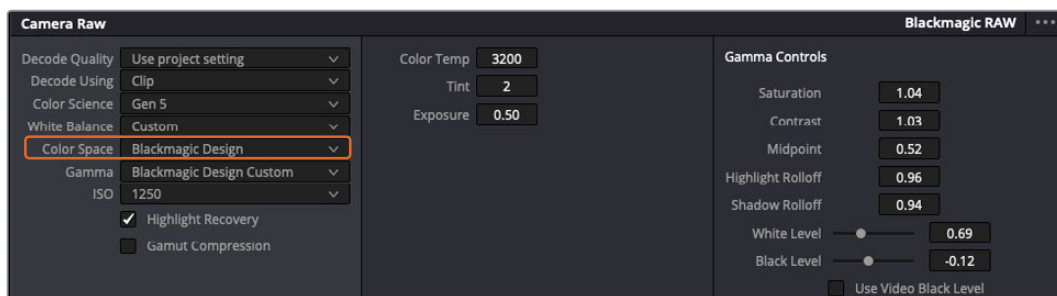 Camera Raw
Blackmagic RAW
Decode Quality Use project setting
Decode Using Clip
Color Science Gen 5
White Balance Custom
Color Space Blackmagic Design
Gamma Blackmagic Design Custom
ISO 1250
Highlight Recovery
Gamut Compression
Color Temp 3200
Tint 2
Exposure 0.50
Gamma Controls
Saturation 1.04
Contrast 1.03
Midpoint 0.52
Highlight Rolloff 0.96
Shadow Rolloff 0.94
White Level 0.69
Black Level -0.12
Use Video Black Level